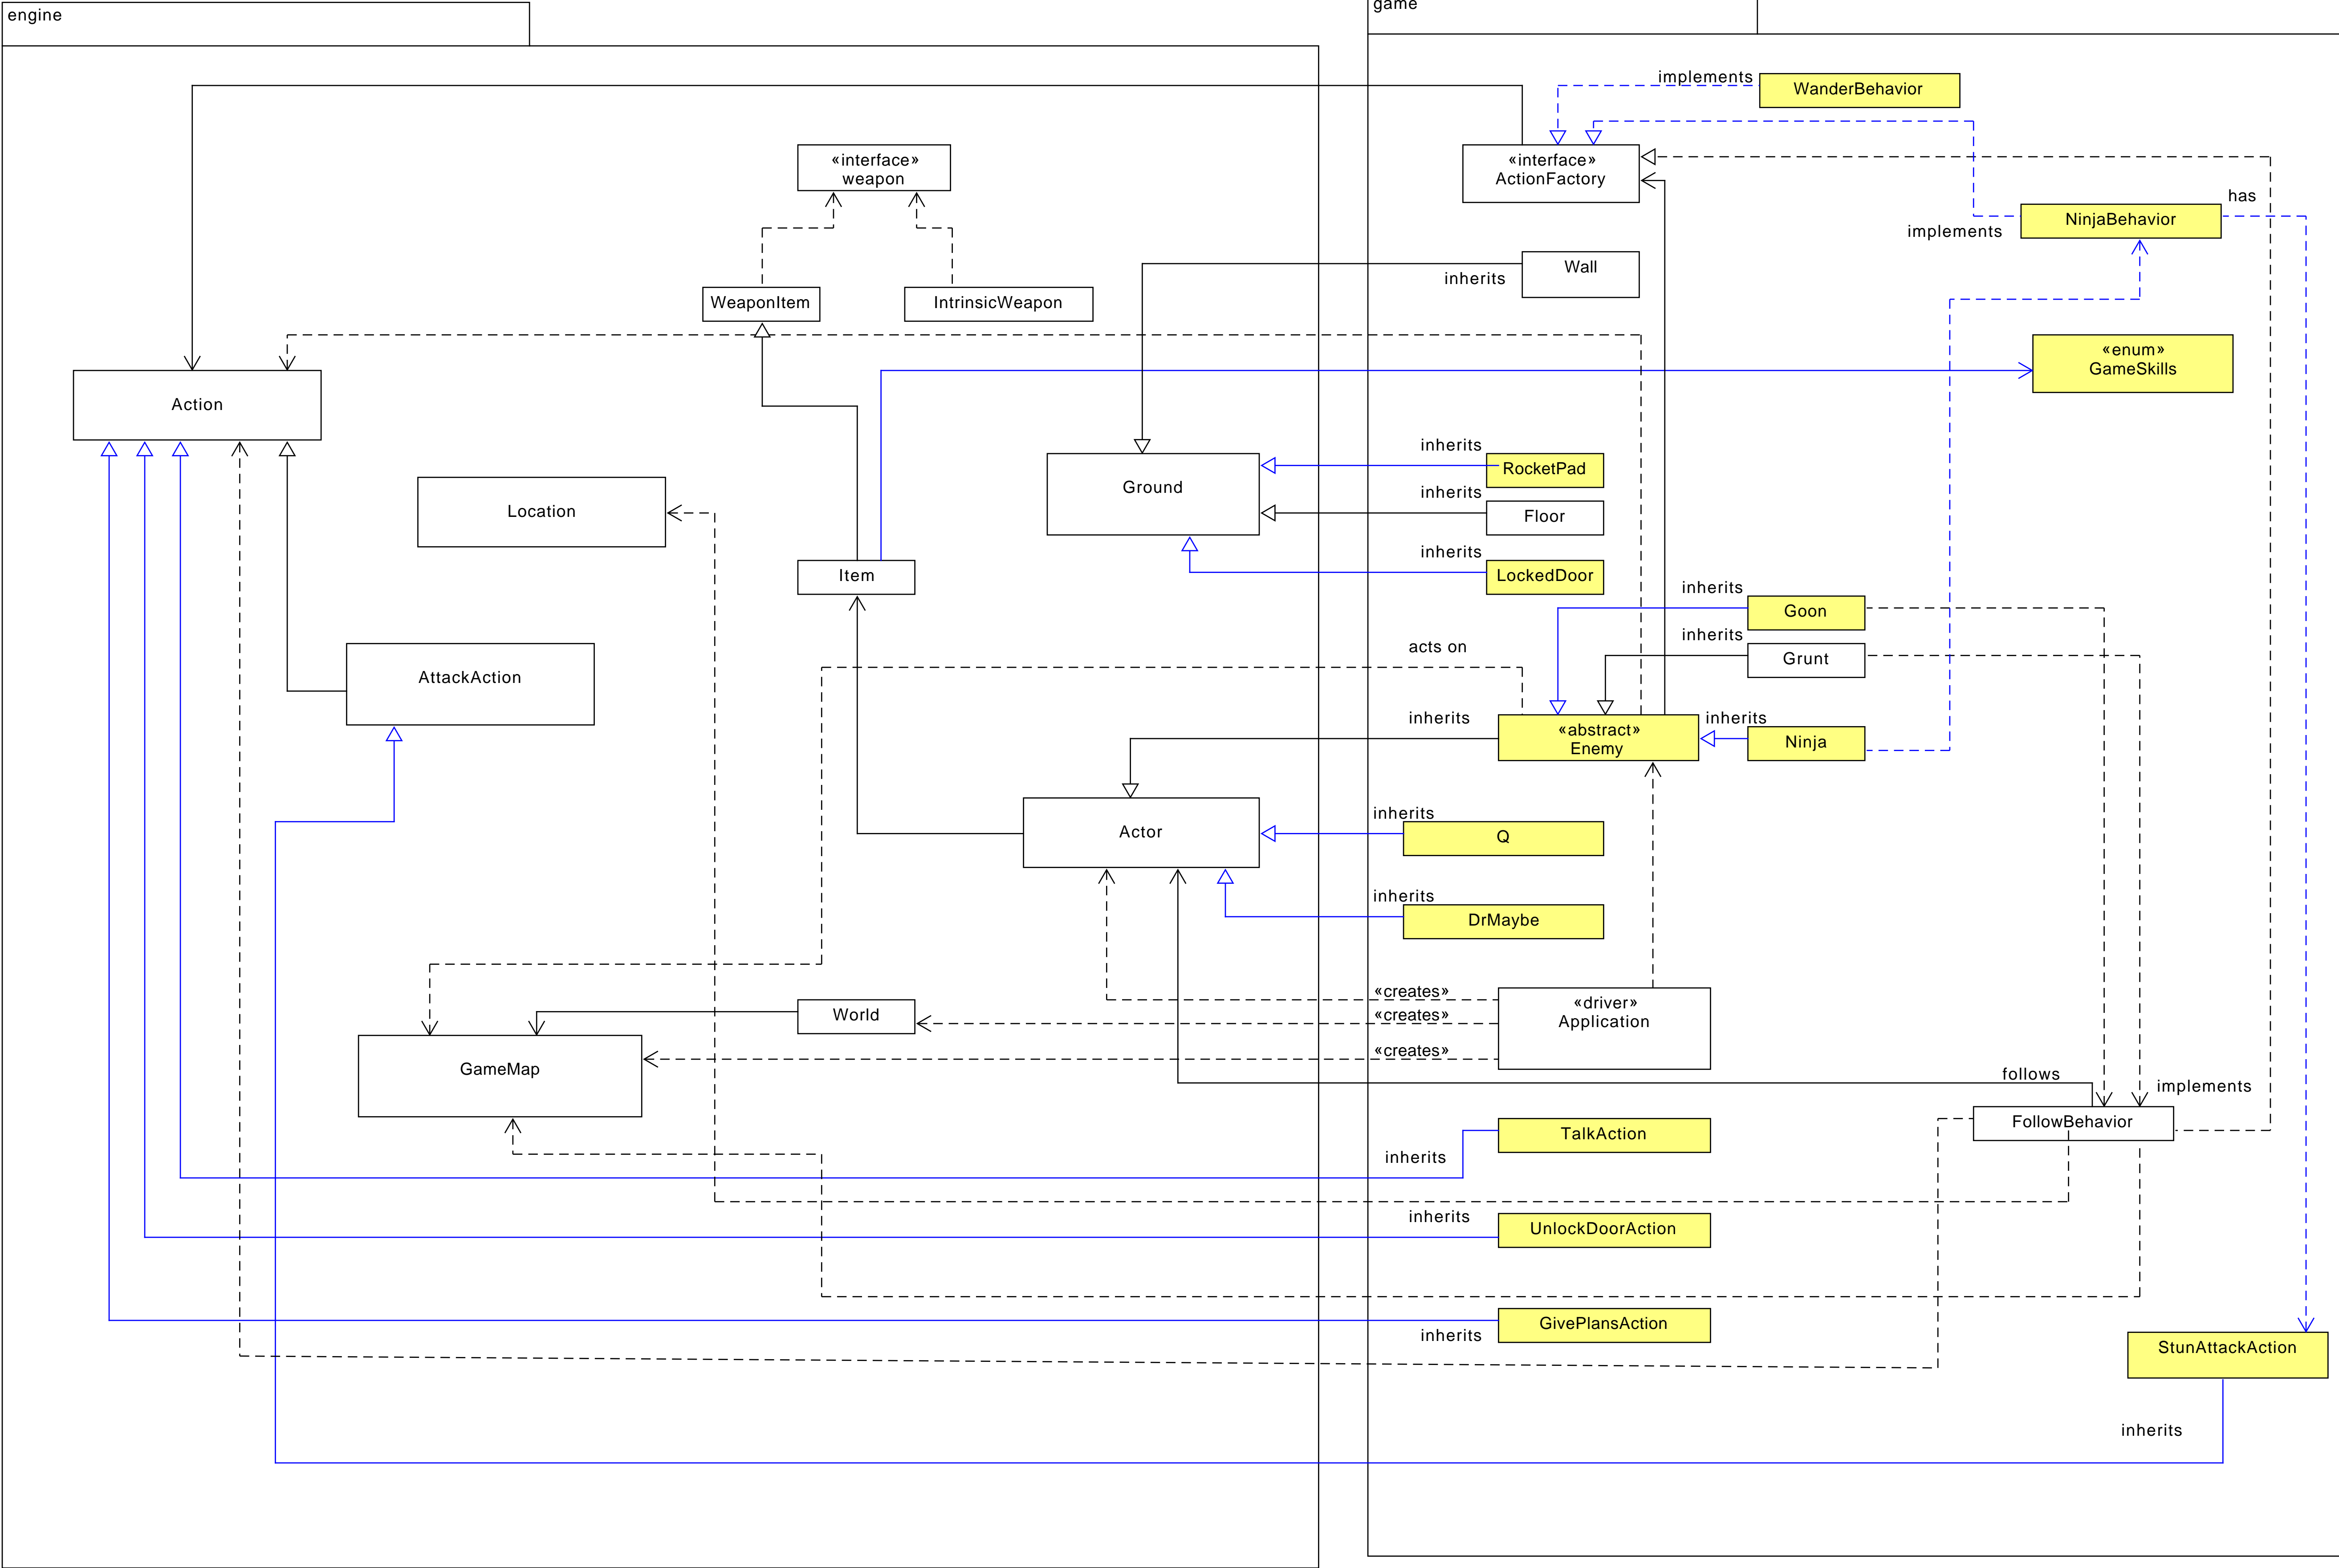 engine
game
implements
WanderBehavior
«interface»
weapon
«interface»
ActionFactory
has
NinjaBehavior
implements
Wall
inherits
WeaponItem
IntrinsicWeapon
«enum»
GameSkills
Action
inherits
RocketPad
Ground
inherits
Floor
Location
inherits
LockedDoor
Item
inherits
Goon
inherits
Grunt
acts on
AttackAction
inherits
«abstract»
Enemy
inherits
Ninja
inherits
Q
Actor
inherits
DrMaybe
«creates»
«driver»
Application
World
«creates»
«creates»
GameMap
follows
implements
FollowBehavior
TalkAction
inherits
inherits
UnlockDoorAction
GivePlansAction
inherits
StunAttackAction
inherits